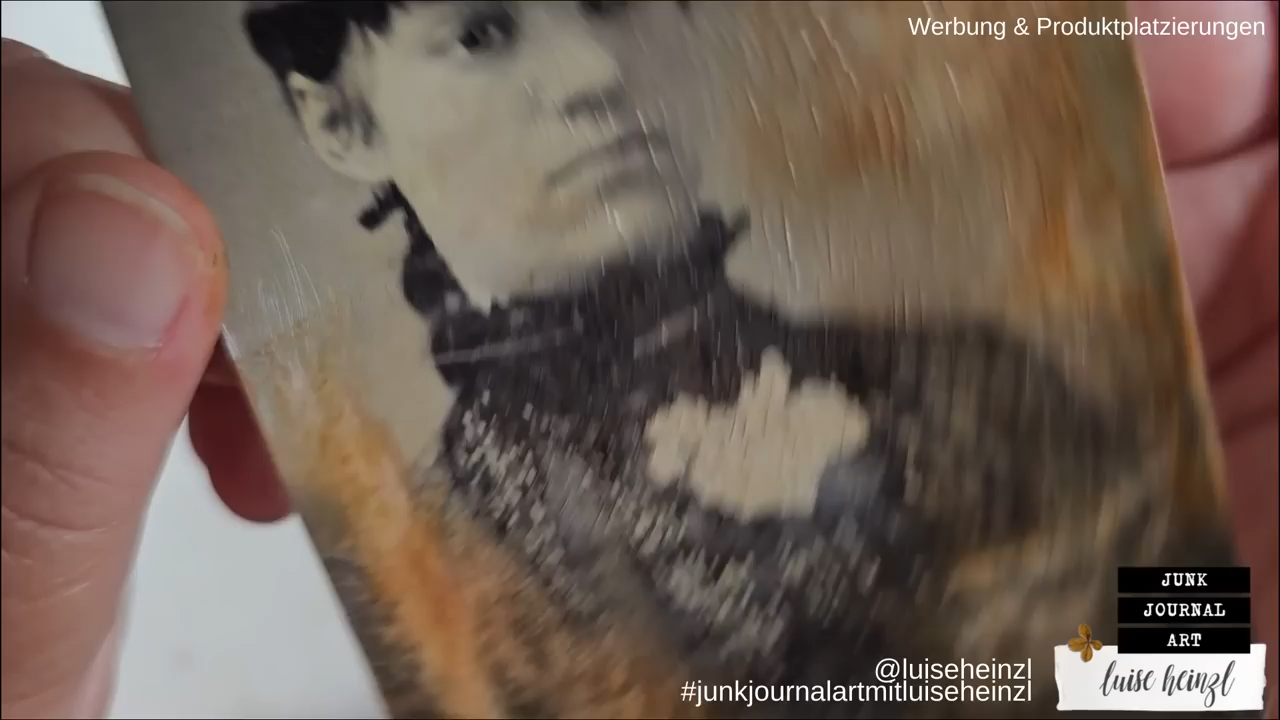 Werbung & Produktplatzierungen
JUNK
JOURNAL
ART
luise heinzl
@luiseheinzl
#junkjournalartmitluiseheinzl